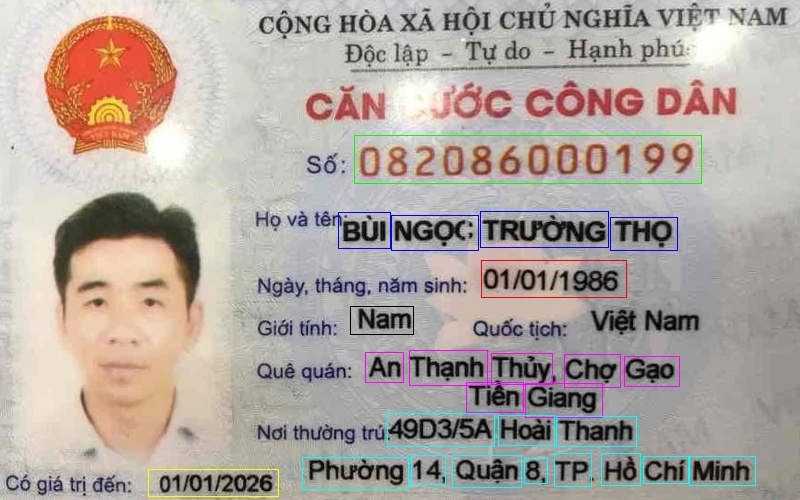 CỘNG HÒA XÃ HỘI CHỦ NGHĨA VIỆT NAM
Độc lập - Tự do - Hạnh phúc
CĂN CƯỚC CÔNG DÂN
Số: 082086000199
Họ và tên: BÙI NGỌC TRƯỜNG THỌ
Ngày, tháng, năm sinh: 01/01/1986
Giới tính: Nam Quốc tịch: Việt Nam
Quê quán: An Thạnh Thủy, Chợ Gạo
Tiền Giang
Nơi thường trú: 49D3/5A Hoài Thanh
Phường 14, Quận 8, TP. Hồ Chí Minh
Có giá trị đến: 01/01/2026